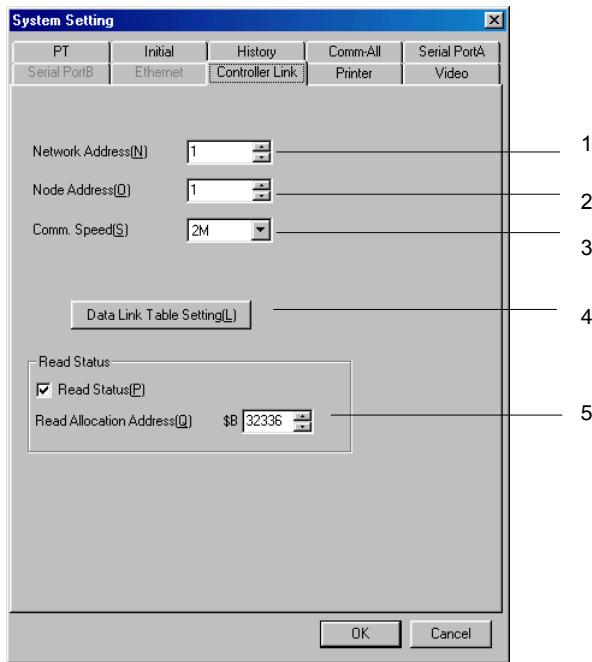 System Setting
PT Initial History Comm-All Serial PortA
Serial PortB Ethernet Controller Link Printer Video
Network Address(N) 1 1
Node Address(O) 1 2
Comm. Speed(S) 2M 3
Data Link Table Setting(L) 4
Read Status
Read Status(P)
Read Allocation Address(Q) $B 32336 5
OK Cancel